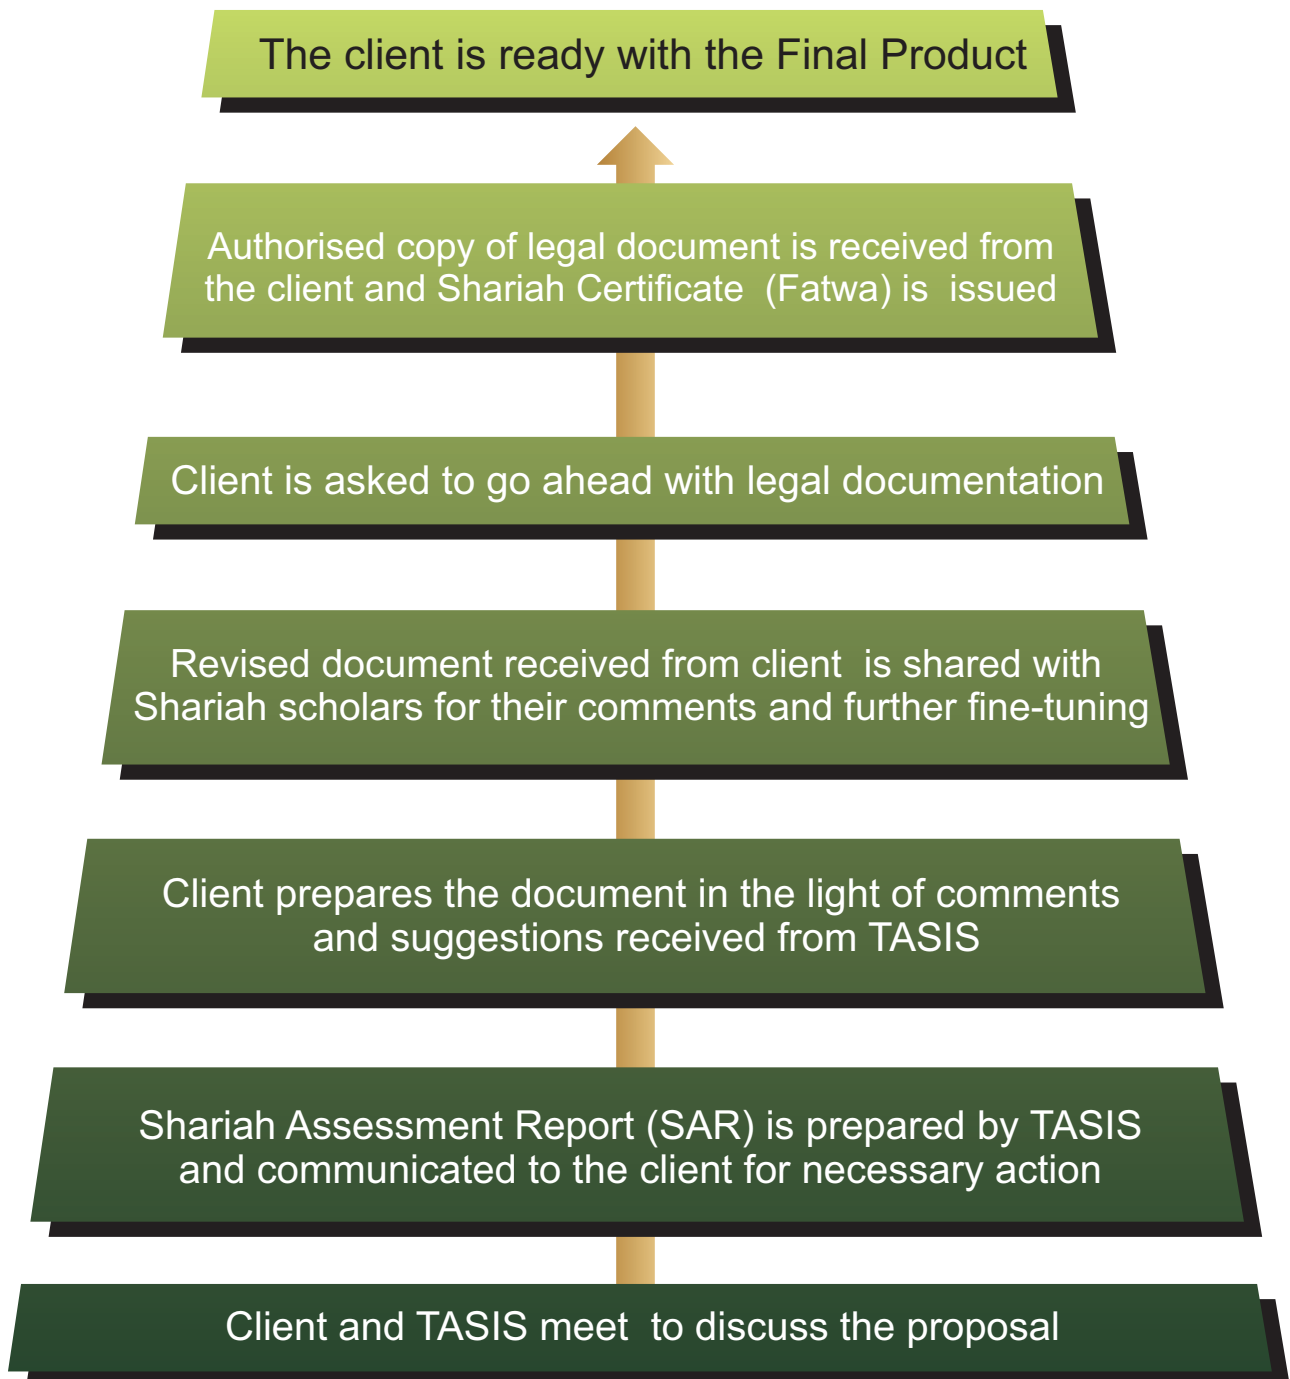 The client is ready with the Final Product
Authorised copy of legal document is received from
the client and Shariah Certificate (Fatwa) is issued
Client is asked to go ahead with legal documentation
Revised document received from client is shared with
Shariah scholars for their comments and further fine-tuning
Client prepares the document in the light of comments
and suggestions received from TASIS
Shariah Assessment Report (SAR) is prepared by TASIS
and communicated to the client for necessary action
Client and TASIS meet to discuss the proposal